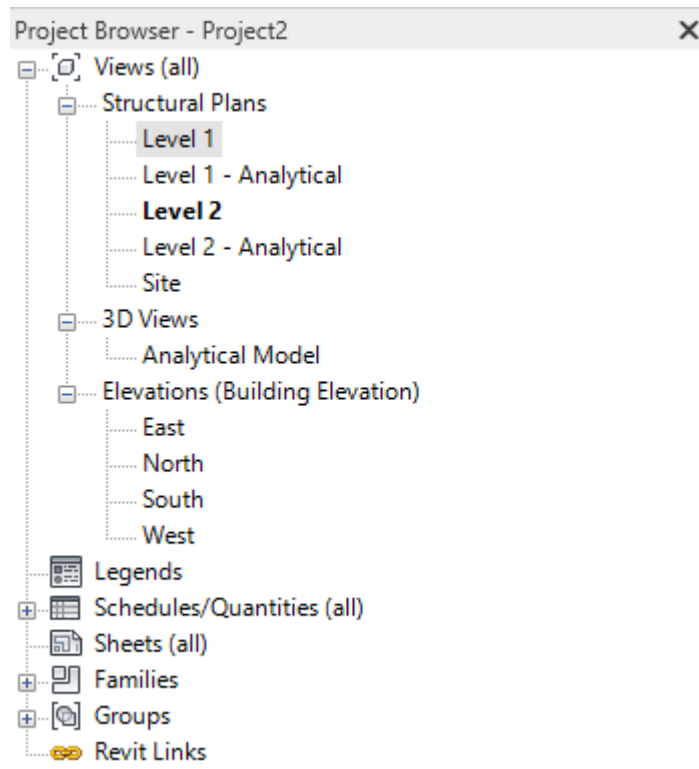 Project Browser - Project2
Views (all)
Structural Plans
Level 1
Level 1 - Analytical
Level 2
Level 2 - Analytical
Site
3D Views
Analytical Model
Elevations (Building Elevation)
East
North
South
West
Legends
Schedules/Quantities (all)
Sheets (all)
Families
Groups
Revit Links